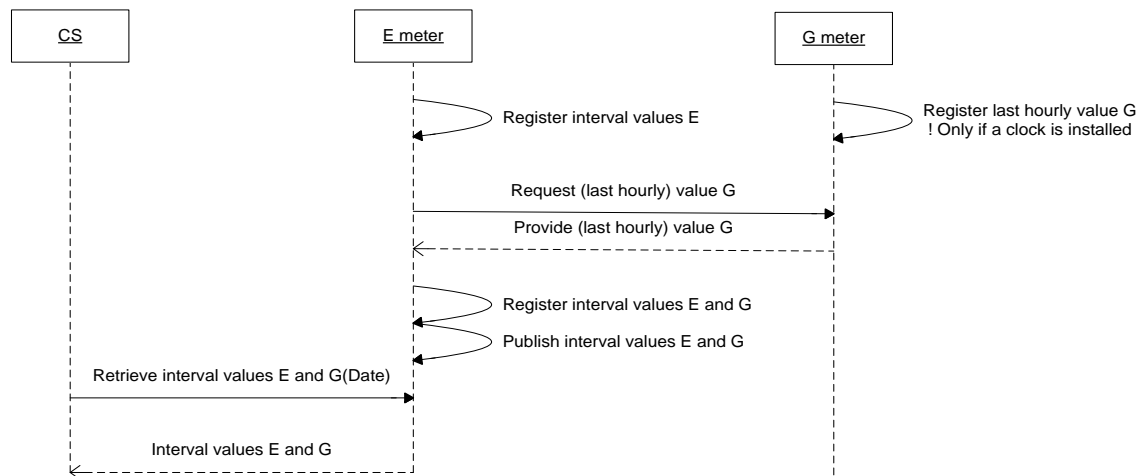 CS
E meter
G meter
Register interval values E
Register last hourly value G
! Only if a clock is installed
Request (last hourly) value G
Provide (last hourly) value G
Register interval values E and G
Publish interval values E and G
Retrieve interval values E and G(Date)
Interval values E and G